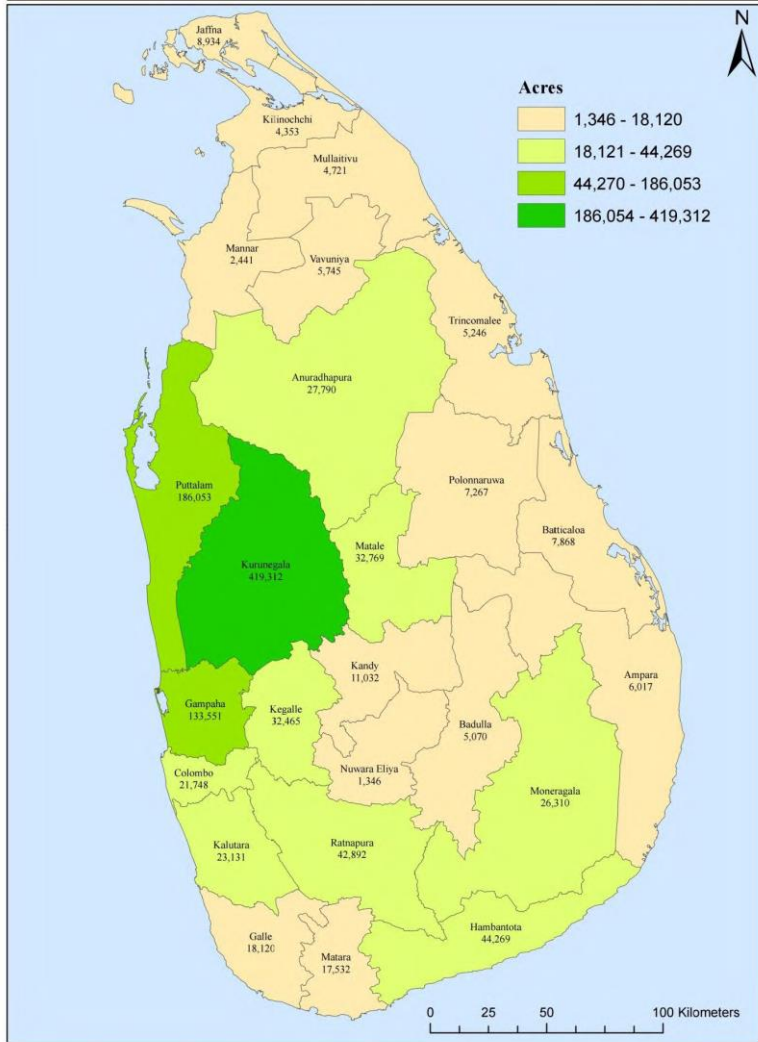 N
Jaffna
8,934
Acres
1,346 - 18,120
18,121 - 44,269
44,270 - 186,053
186,054 - 419,312
Kilinochchi
4,353
Mullaitivu
4,721
Mannar
2,441
Vavuniya
5,745
Trincomalee
5,246
Anuradhapura
27,790
Puttalam
186,053
Polonnaruwa
7,267
Batticaloa
7,868
Matale
32,769
Kurunegala
419,312
Kandy
11,032
Ampara
6,017
Gampaha
133,551
Kegalle
32,465
Badulla
5,070
Nuwara Eliya
1,346
Colombo
21,748
Moneragala
26,310
Kalutara
23,131
Ratnapura
42,892
Hambantota
44,269
Galle
18,120
Matara
17,532
0 25 50 100 Kilometers